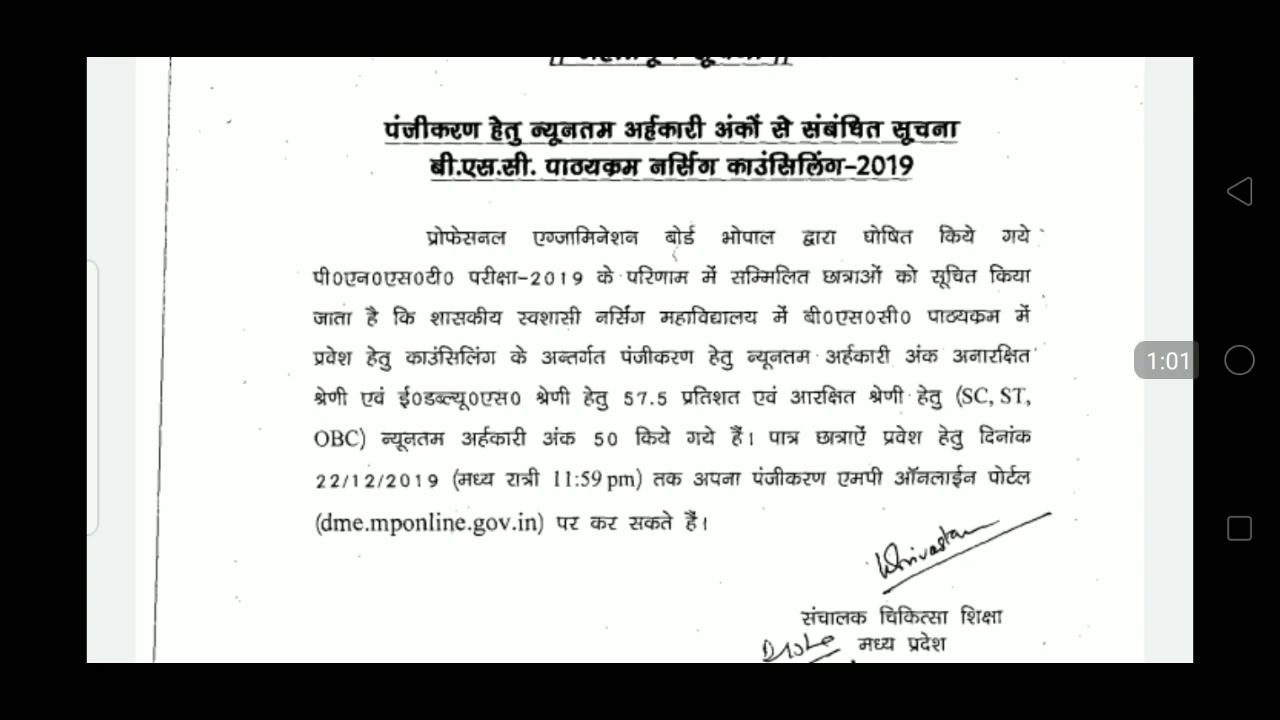 पंजीकरण हेतु न्यूनतम अर्हकारी अंकों से संबंधित सूचना
बी.एस.सी. पाठ्यक्रम नर्सिंग काउंसिलिंग-2019
प्रोफेसनल एग्जामिनेशन बोर्ड भोपाल द्वारा घोषित किये गये
पी0एन0एस0टी0 परीक्षा-2019 के परिणाम में सम्मिलित छात्राओं को सूचित किया
जाता है कि शासकीय स्वशासी नर्सिंग महाविद्यालय में बी0एस0सी0 पाठ्यक्रम में
प्रवेश हेतु काउंसिलिंग के अन्तर्गत पंजीकरण हेतु न्यूनतम अर्हकारी अंक अनारक्षित
श्रेणी एवं ई0डब्ल्यू0एस0 श्रेणी हेतु 57.5 प्रतिशत एवं आरक्षित श्रेणी हेतु (SC, ST,
OBC) न्यूनतम अर्हकारी अंक 50 किये गये हैं। पात्र छात्राऐं प्रवेश हेतु दिनांक
22/12/2019 (मध्य रात्री 11:59 pm) तक अपना पंजीकरण एमपी ऑनलाईन पोर्टल
(dme.mponline.gov.in) पर कर सकते हैं।
1:01
संचालक चिकित्सा शिक्षा
मध्य प्रदेश